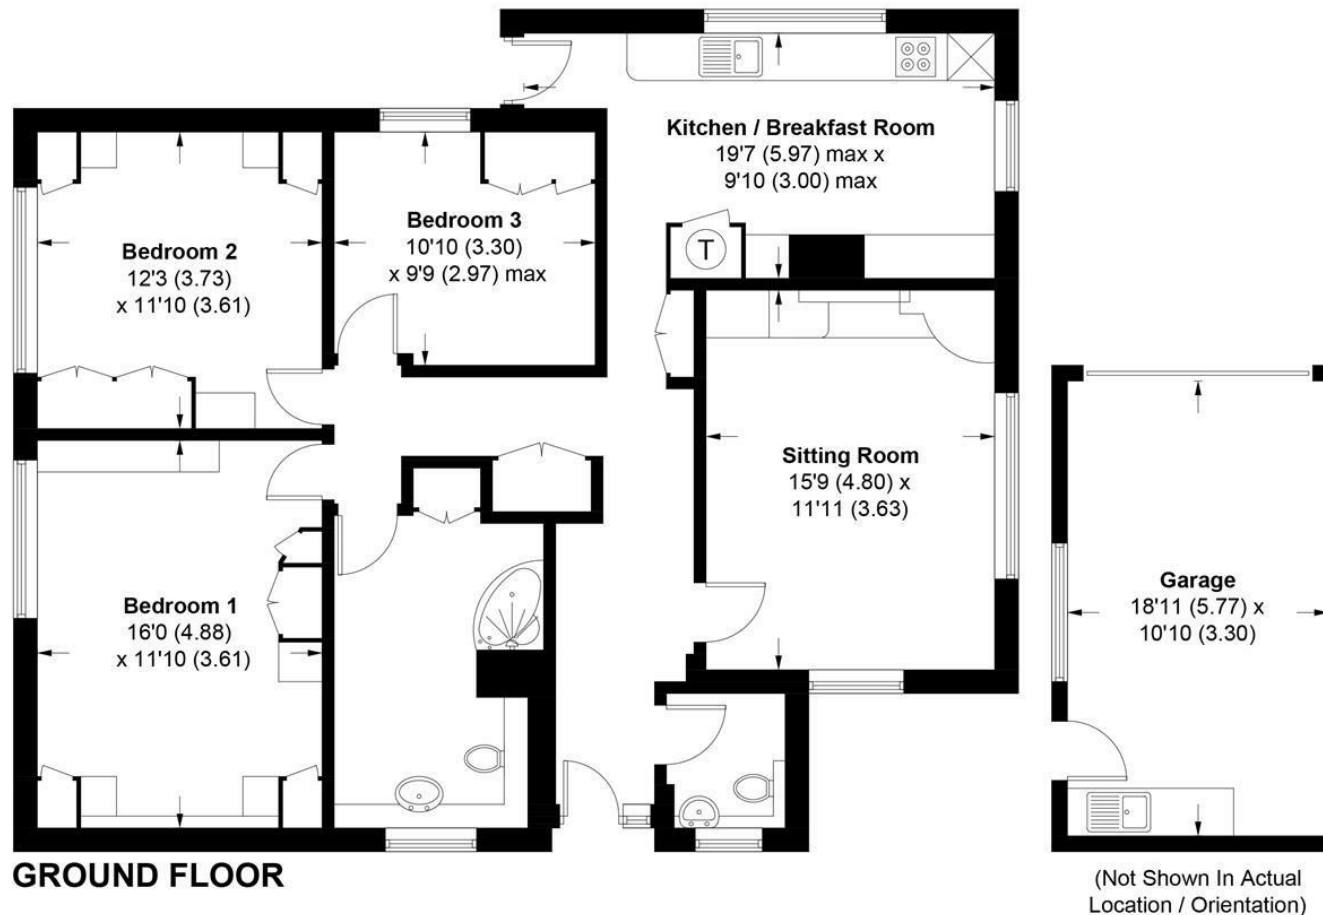 Kitchen / Breakfast Room
19'7 (5.97) max x
9'10 (3.00) max
Bedroom 3
10'10 (3.30)
x 9'9 (2.97) max
Bedroom 2
12'3 (3.73)
x 11'10 (3.61)
T
Sitting Room
15'9 (4.80) x
11'11 (3.63)
Bedroom 1
16'0 (4.88)
x 11'10 (3.61)
Garage
18'11 (5.77) x
10'10 (3.30)
GROUND FLOOR
(Not Shown In Actual
Location / Orientation)